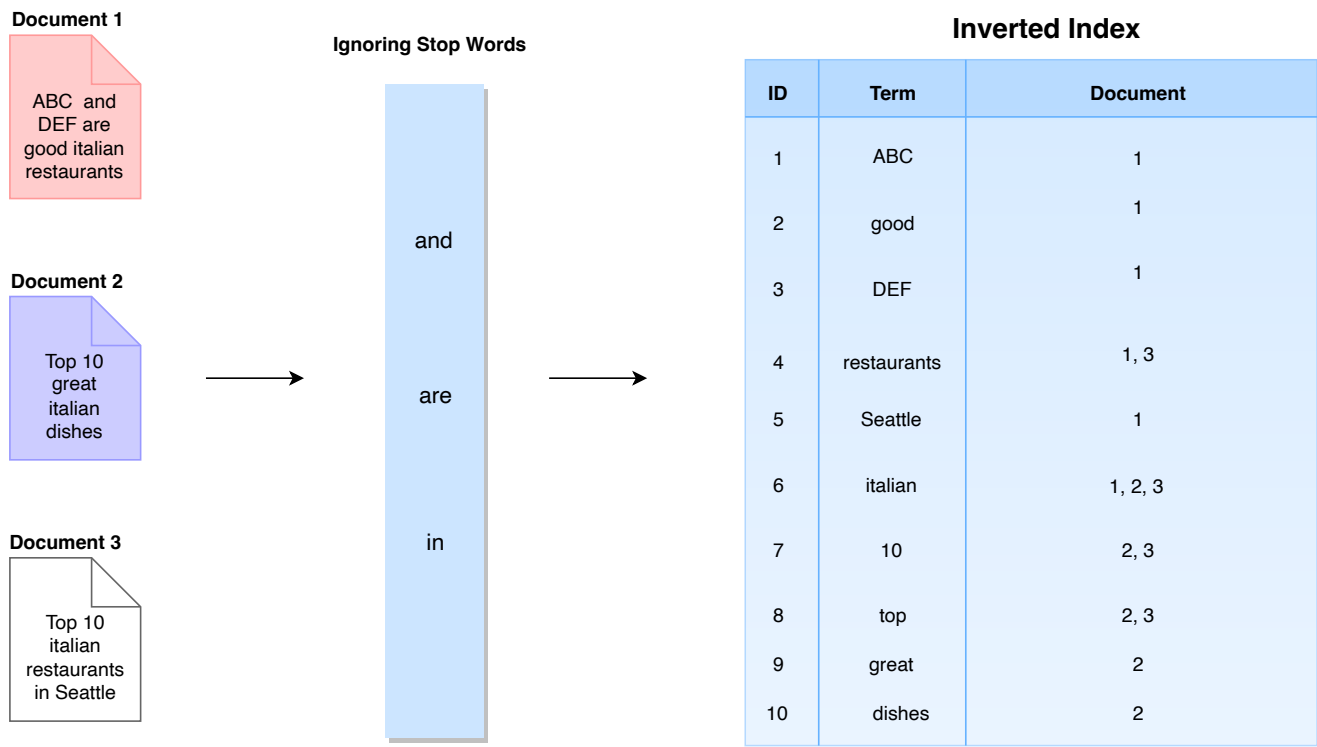 Document 1
ABC and
DEF are
good italian
restaurants
Document 2
Top 10
great
italian
dishes
Document 3
Top 10
italian
restaurants
in Seattle
Ignoring Stop Words
and
are
in
Inverted Index
ID Term Document
1 ABC 1
2 good 1
3 DEF 1
4 restaurants 1, 3
5 Seattle 1
6 italian 1, 2, 3
7 10 2, 3
8 top 2, 3
9 great 2
10 dishes 2